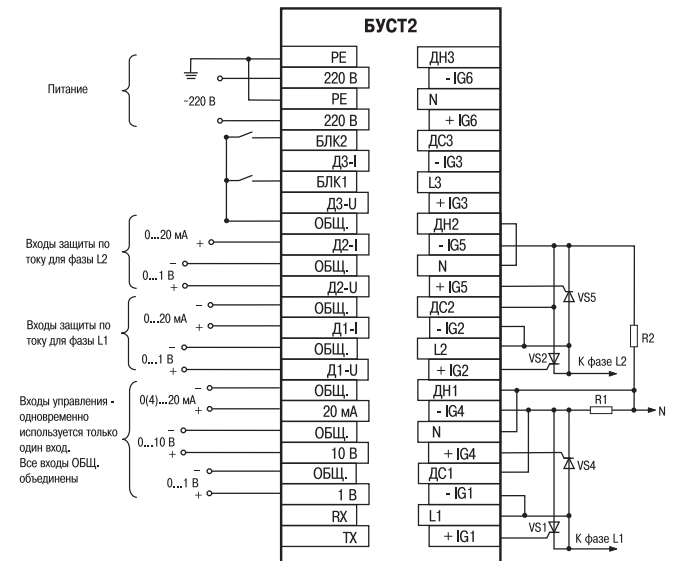 БУСТ2
PE
220 В
PE
220 В
БЛК2
Д3-I
БЛК1
Д3-U
ОБЩ.
Д2-I
ОБЩ.
Д2-U
ОБЩ.
Д1-I
ОБЩ.
Д1-U
ОБЩ.
20 мА
ОБЩ.
10 В
ОБЩ.
1 В
RX
TX
ДН3
- IG6
N
+ IG6
ДС3
- IG3
L3
+ IG3
ДН2
- IG5
N
+ IG5
ДС2
- IG2
L2
+ IG2
ДН1
- IG4
N
+ IG4
ДС1
- IG1
L1
+ IG1
Питание
~220 В
Входы защиты по
току для фазы L2
0...20 мА
+
–
0...1 В
+
Входы защиты по
току для фазы L1
–
0...20 мА
+
–
0...1 В
+
Входы управления -
одновременно
используется только
один вход.
Все входы ОБЩ.
объединены
–
0(4)...20 мА
+
–
0...10 В
+
–
0...1 В
+
VS5
R2
VS2
К фазе L2
R1
N
VS4
VS1
К фазе L1